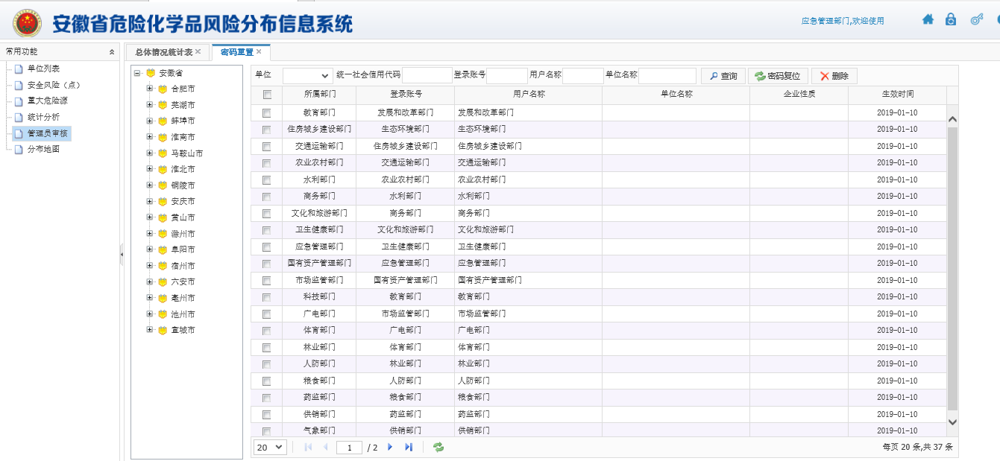 安徽省危险化学品风险分布信息系统
应急管理部门,欢迎使用
常用功能
单位列表
安全风险（点）
重大危险源
统计分析
管理员审核
分布地图
总体情况统计表 密码重置
安徽省
合肥市
芜湖市
蚌埠市
淮南市
马鞍山市
淮北市
铜陵市
安庆市
黄山市
滁州市
阜阳市
宿州市
六安市
亳州市
池州市
宣城市
单位 统一社会信用代码 登录账号 用户名称 单位名称 查询 密码复位 删除
所属部门 登录账号 用户名称 单位名称 企业性质 生效时间
教育部门 发展和改革部门 发展和改革部门 2019-01-10
住房城乡建设部门 生态环境部门 生态环境部门 2019-01-10
交通运输部门 住房城乡建设部门 住房城乡建设部门 2019-01-10
农业农村部门 交通运输部门 交通运输部门 2019-01-10
水利部门 农业农村部门 农业农村部门 2019-01-10
商务部门 水利部门 水利部门 2019-01-10
文化和旅游部门 商务部门 商务部门 2019-01-10
卫生健康部门 文化和旅游部门 文化和旅游部门 2019-01-10
应急管理部门 卫生健康部门 卫生健康部门 2019-01-10
国有资产管理部门 应急管理部门 应急管理部门 2019-01-10
市场监管部门 国有资产管理部门 国有资产管理部门 2019-01-10
科技部门 教育部门 教育部门 2019-01-10
广电部门 市场监管部门 市场监管部门 2019-01-10
体育部门 广电部门 广电部门 2019-01-10
林业部门 体育部门 体育部门 2019-01-10
人防部门 林业部门 林业部门 2019-01-10
粮食部门 人防部门 人防部门 2019-01-10
药监部门 粮食部门 粮食部门 2019-01-10
供销部门 药监部门 药监部门 2019-01-10
气象部门 供销部门 供销部门 2019-01-10
20 1 / 2 每页 20 条,共 37 条